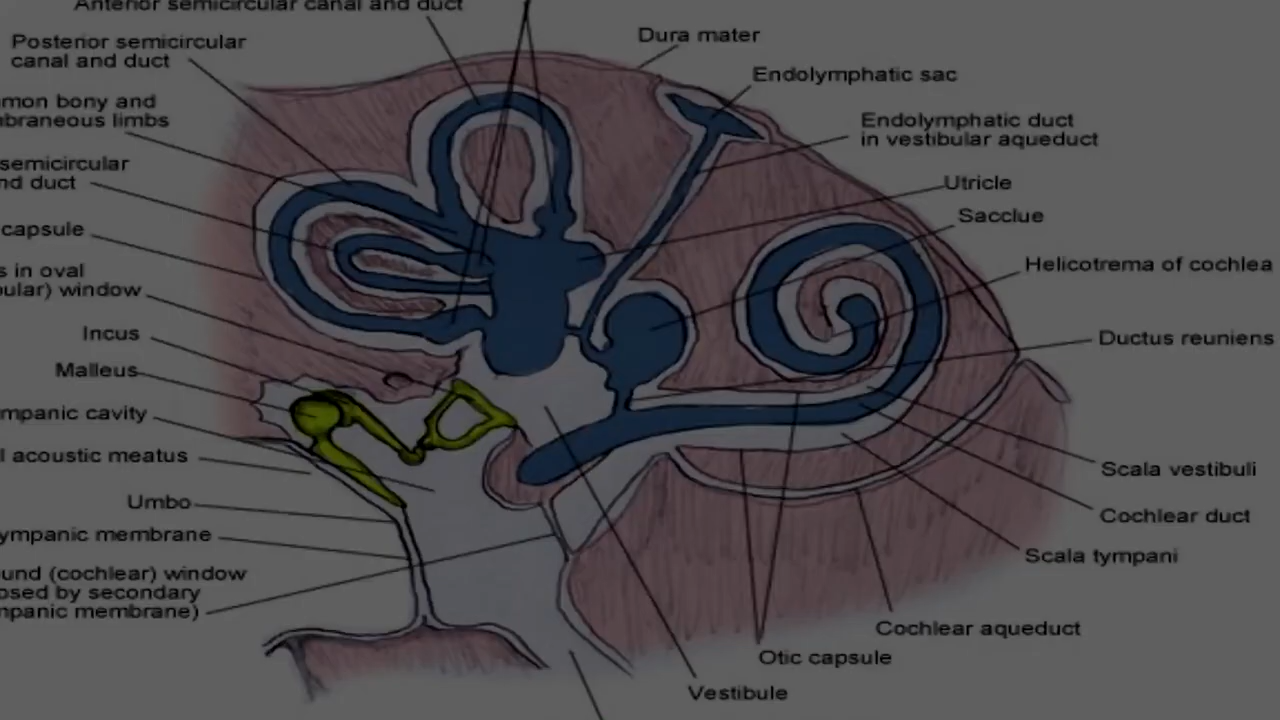 Anterior semicircular canal and duct
Posterior semicircular
canal and duct
mon bony and
braneous limbs
semicircular
nd duct
capsule
s in oval
ular) window
Incus
Malleus
mpanic cavity
l acoustic meatus
Umbo
ympanic membrane
und (cochlear) window
osed by secondary
mpanic membrane)
Dura mater
Endolymphatic sac
Endolymphatic duct
in vestibular aqueduct
Utricle
Sacclue
Helicotrema of cochlea
Ductus reuniens
Scala vestibuli
Cochlear duct
Scala tympani
Cochlear aqueduct
Otic capsule
Vestibule